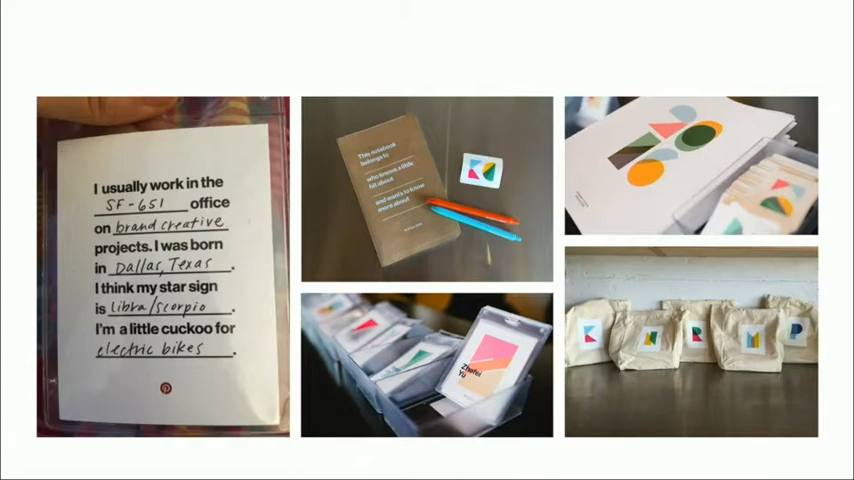 I usually work in the
SF-651 office
on brand creative
projects. I was born
in Dallas, Texas.
I think my star sign
is libra/scorpio.
I'm a little cuckoo for
electric bikes.
This notebook
belongs to
who knows a little
bit about
and wants to know
more about
Zhefei
Yu
K
M
R
M
P